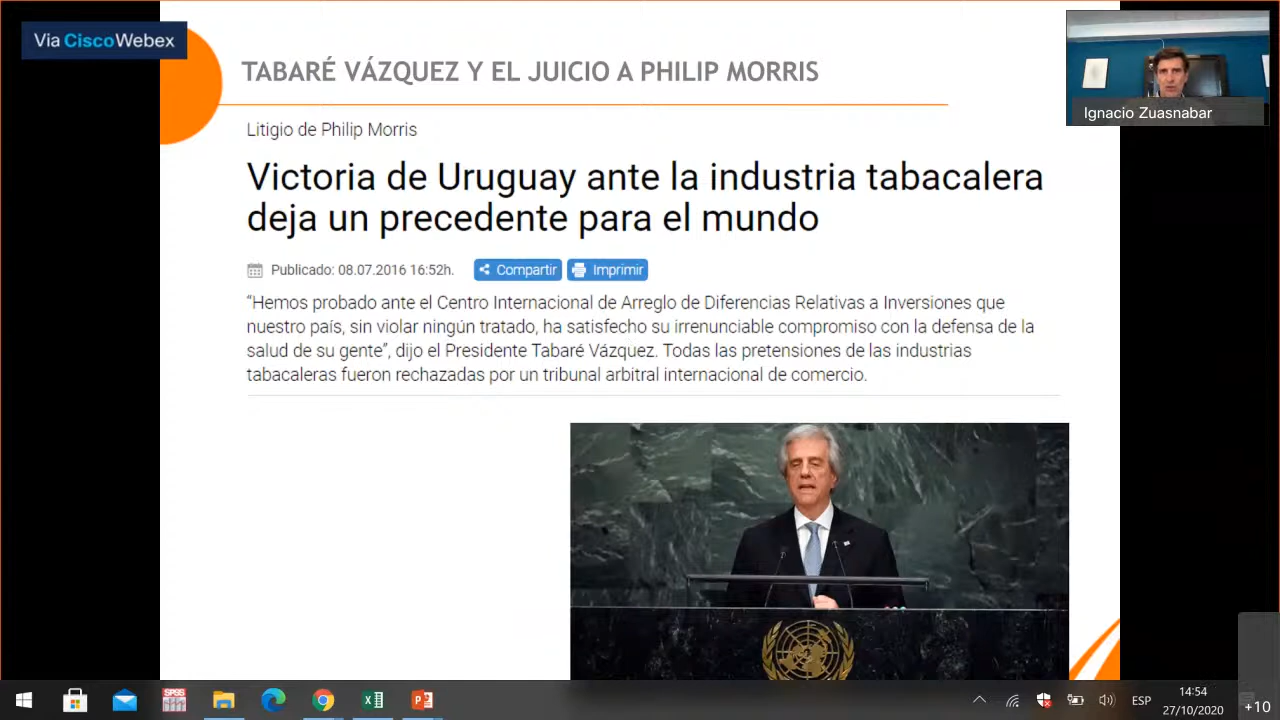 Via CiscoWebex
TABARÉ VÁZQUEZ Y EL JUICIO A PHILIP MORRIS
Ignacio Zuasnabar
Litigio de Philip Morris
Victoria de Uruguay ante la industria tabacalera
deja un precedente para el mundo
Publicado: 08.07.2016 16:52h. Compartir Imprimir
“Hemos probado ante el Centro Internacional de Arreglo de Diferencias Relativas a Inversiones que
nuestro país, sin violar ningún tratado, ha satisfecho su irrenunciable compromiso con la defensa de la
salud de su gente”, dijo el Presidente Tabaré Vázquez. Todas las pretensiones de las industrias
tabacaleras fueron rechazadas por un tribunal arbitral internacional de comercio.
SPSS
ESP
14:54
27/10/2020
+10